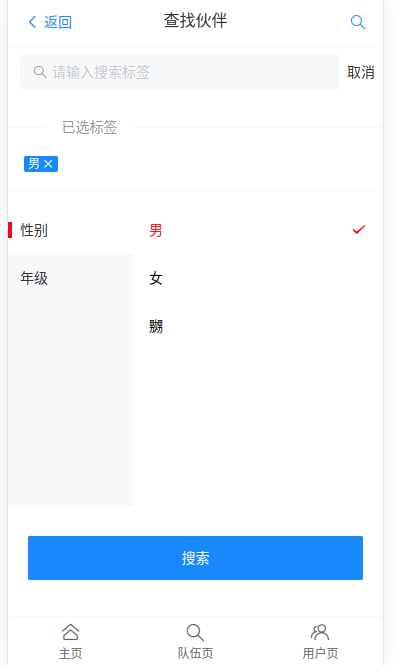 返回
查找伙伴
请输入搜索标签
取消
已选标签
男 ×
性别
男
年级
女
嬲
搜索
主页
队伍页
用户页